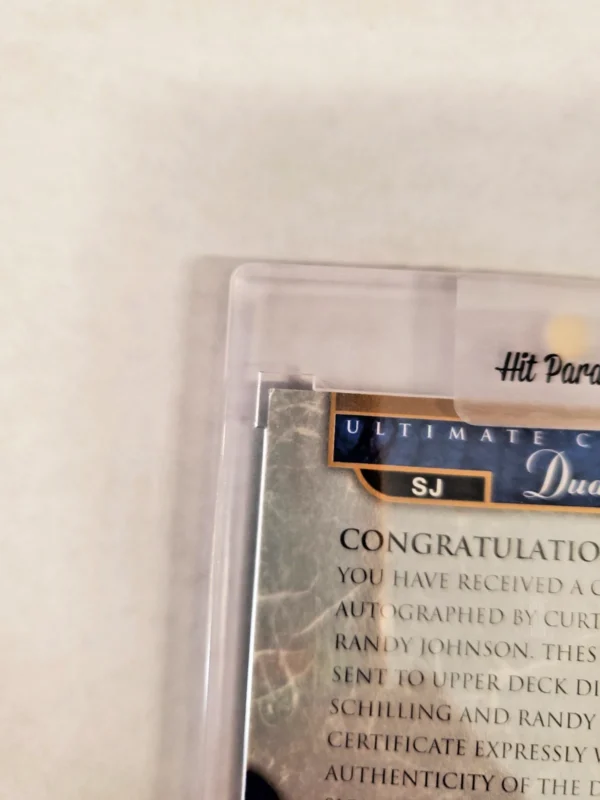 Hit Para
ULTIMATE C
Dua
SJ
CONGRATULATIO
YOU HAVE RECEIVED A C
AUTOGRAPHED BY CURT
RANDY JOHNSON. THES
SENT TO UPPER DECK DI
SCHILLING AND RANDY
CERTIFICATE EXPRESSLY
AUTHENTICITY OF THE D